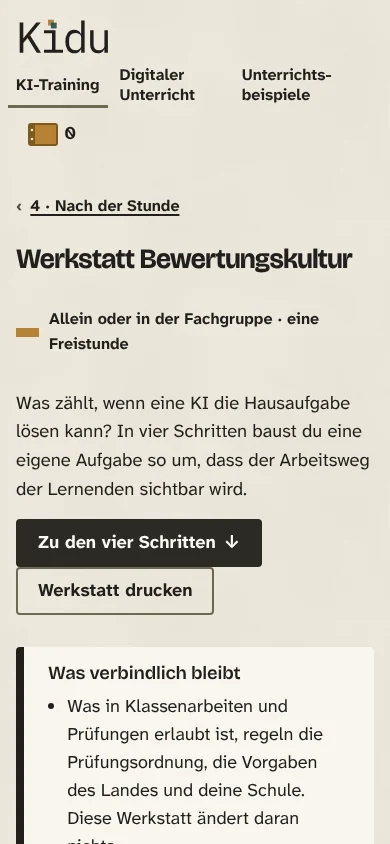 Kidu
KI-Training
Digitaler
Unterricht
Unterrichts-
beispiele
0
‹ 4 · Nach der Stunde
Werkstatt Bewertungskultur
Allein oder in der Fachgruppe · eine
Freistunde
Was zählt, wenn eine KI die Hausaufgabe
lösen kann? In vier Schritten baust du eine
eigene Aufgabe so um, dass der Arbeitsweg
der Lernenden sichtbar wird.
Zu den vier Schritten ↓
Werkstatt drucken
Was verbindlich bleibt
• Was in Klassenarbeiten und
Prüfungen erlaubt ist, regeln die
Prüfungsordnung, die Vorgaben
des Landes und deine Schule.
Diese Werkstatt ändert daran